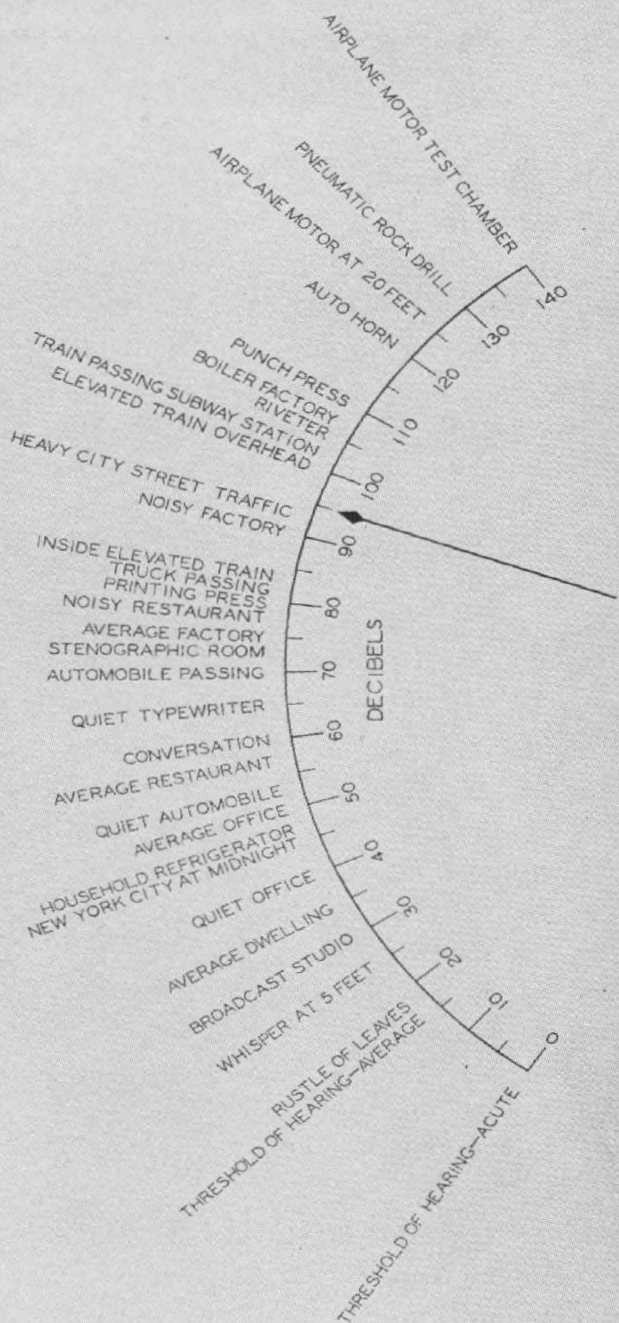 AIRPLANE MOTOR TEST CHAMBER
PNEUMATIC ROCK DRILL
AIRPLANE MOTOR AT 20 FEET
AUTO HORN
PUNCH PRESS
BOILER FACTORY
RIVETER
TRAIN PASSING SUBWAY STATION
ELEVATED TRAIN OVERHEAD
HEAVY CITY STREET TRAFFIC
NOISY FACTORY
INSIDE ELEVATED TRAIN
TRUCK PASSING
PRINTING PRESS
NOISY RESTAURANT
AVERAGE FACTORY
STENOGRAPHIC ROOM
AUTOMOBILE PASSING
QUIET TYPEWRITER
CONVERSATION
AVERAGE RESTAURANT
QUIET AUTOMOBILE
AVERAGE OFFICE
HOUSEHOLD REFRIGERATOR
NEW YORK CITY AT MIDNIGHT
QUIET OFFICE
AVERAGE DWELLING
BROADCAST STUDIO
WHISPER AT 5 FEET
RUSTLE OF LEAVES
THRESHOLD OF HEARING—AVERAGE
THRESHOLD OF HEARING—ACUTE
140
130
120
110
100
90
80
70
60
50
40
30
20
10
0
DECIBELS